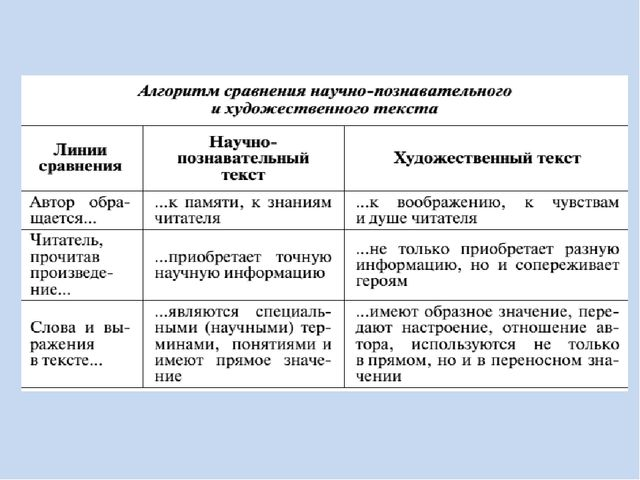 Алгоритм сравнения научно-познавательного
и художественного текста
Линии
сравнения
Научно-
познавательный
текст
Художественный текст
Автор обра-
щается...
...к памяти, к знаниям
читателя
...к воображению, к чувствам
и душе читателя
Читатель,
прочитав
произведе-
ние...
...приобретает точную
научную информацию
...не только приобретает разную
информацию, но и сопереживает
героям
Слова и вы-
ражения
в тексте...
...являются специаль-
ными (научными) тер-
минами, понятиями и
имеют прямое значе-
ние
...имеют образное значение, пере-
дают настроение, отношение ав-
тора, используются не только
в прямом, но и в переносном зна-
чении